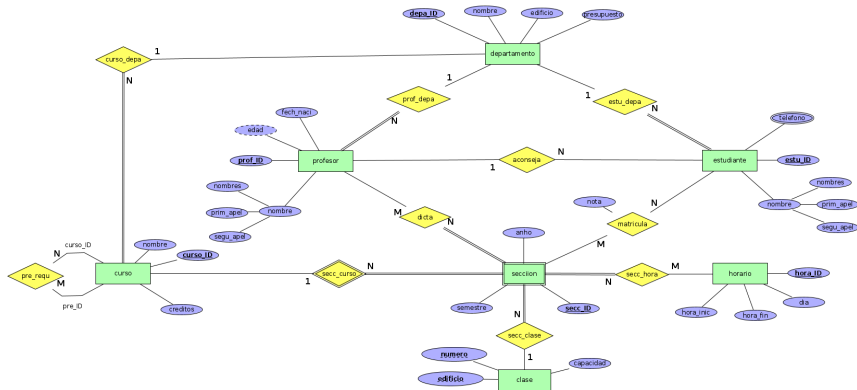 depa_ID
nombre
edificio
presupuesto
departamento
curso_depa
1
N
1
prof_depa
N
1
estu_depa
N
fech_naci
edad
prof_ID
profesor
nombres
prim_apel
segu_apel
nombre
1
aconseja
N
telefono
estudiante
estu_ID
nombres
nombre
prim_apel
segu_apel
M
dicta
N
nota
matricula
N
M
anho
curso_ID
N
pre_requ
M
pre_ID
nombre
curso_ID
curso
creditos
1
secc_curso
N
secciion
semestre
secc_ID
N
secc_hora
M
horario
hora_ID
hora_inic
hora_fin
dia
N
secc_clase
1
numero
edificio
clase
capacidad